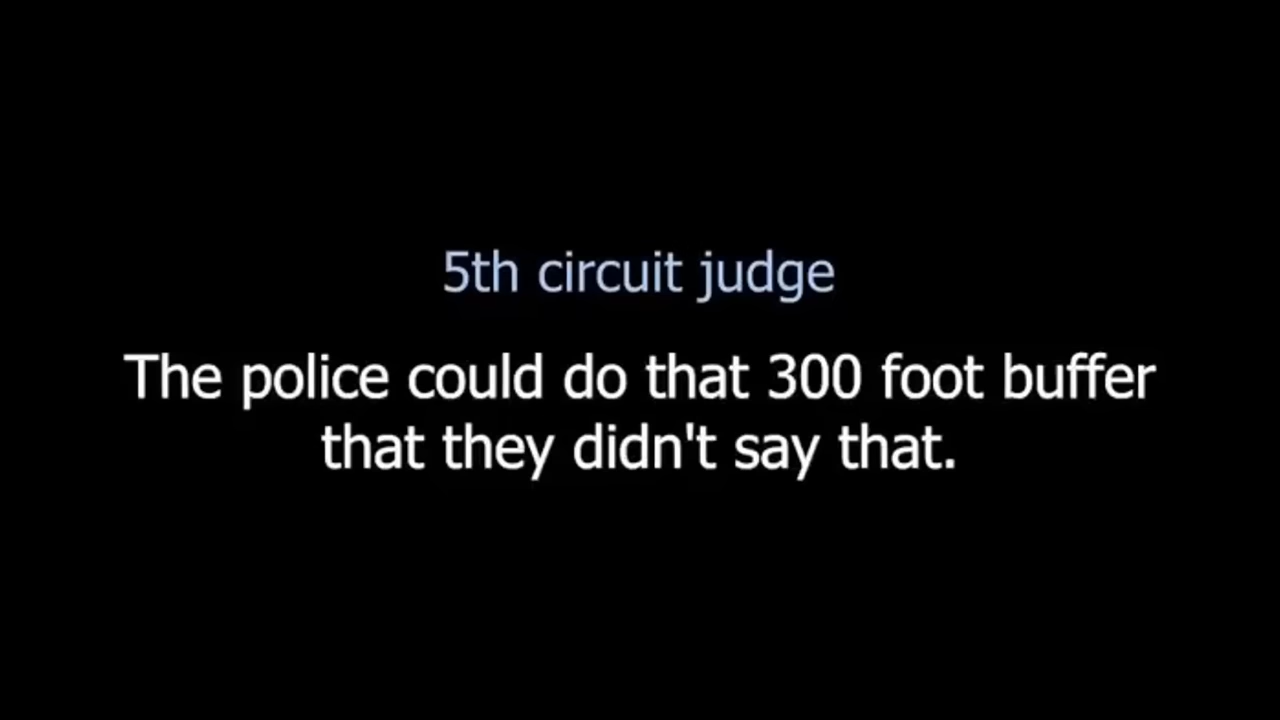 5th circuit judge
The police could do that 300 foot buffer
that they didn't say that.